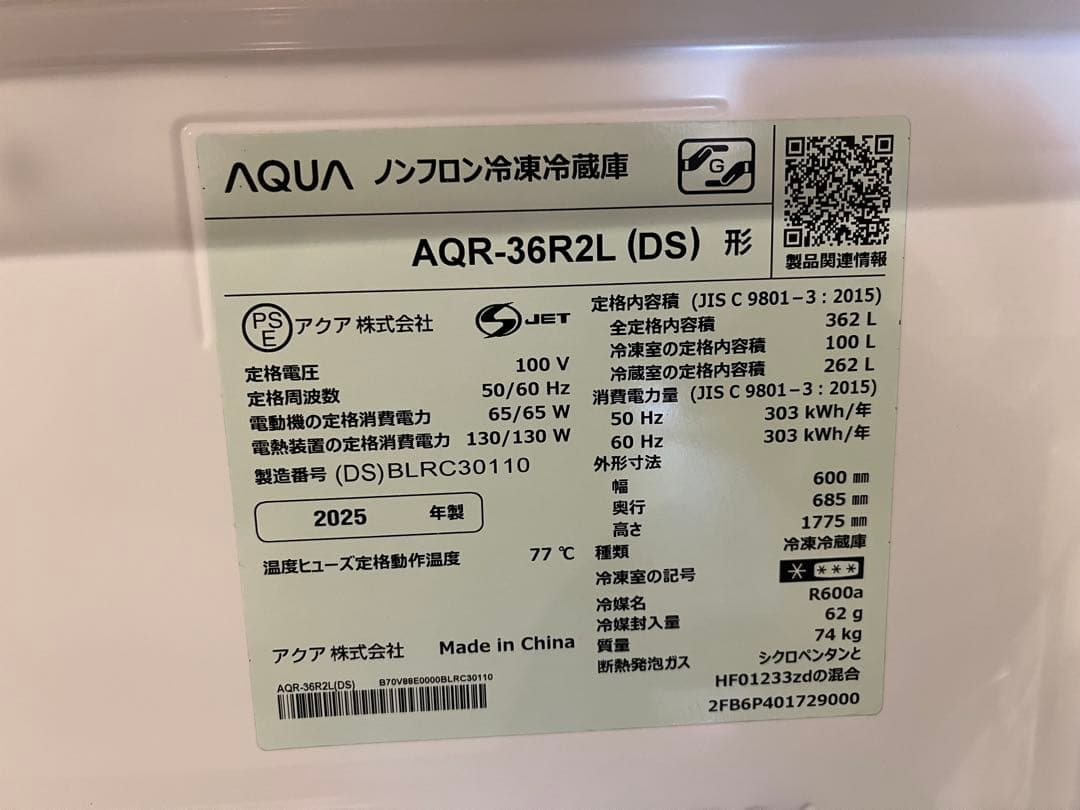 AQUA ノンフロン冷凍冷蔵庫
G
AQR-36R2L (DS) 形
製品関連情報
PS
E
アクア 株式会社
S JET
定格電圧 100 V
定格周波数 50/60 Hz
電動機の定格消費電力 65/65 W
電熱装置の定格消費電力 130/130 W
製造番号 (DS)BLRC30110
2025 年製
温度ヒューズ定格動作温度 77 ℃
アクア 株式会社 Made in China
AQR-36R2L(DS) B70V88E0000BLRC30110
定格内容積 (JIS C 9801-3:2015)
全定格内容積 362 L
冷凍室の定格内容積 100 L
冷蔵室の定格内容積 262 L
消費電力量 (JIS C 9801-3:2015)
50 Hz 303 kWh/年
60 Hz 303 kWh/年
外形寸法
幅 600 ㎜
奥行 685 ㎜
高さ 1775 ㎜
種類 冷凍冷蔵庫
冷凍室の記号 * ***
冷媒名 R600a
冷媒封入量 62 g
質量 74 kg
断熱発泡ガス シクロペンタンと
HFO1233zdの混合
2FB6P401729000